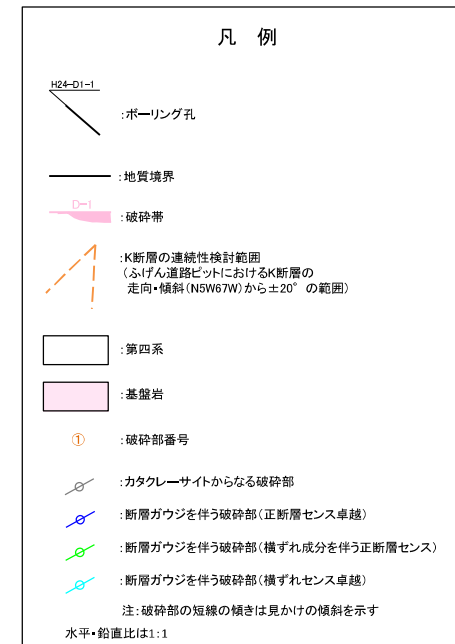 凡 例
H24-D1-1
:ボーリング孔
:地質境界
D-1
:破砕帯
:K断層の連続性検討範囲
(ふげん道路ピットにおけるK断層の
走向・傾斜(N5W67W)から±20°の範囲)
:第四系
:基盤岩
① :破砕部番号
:カタクレーサイトからなる破砕部
:断層ガウジを伴う破砕部(正断層センス卓越)
:断層ガウジを伴う破砕部(横ずれ成分を伴う正断層センス)
:断層ガウジを伴う破砕部(横ずれセンス卓越)
注:破砕部の短線の傾きは見かけの傾斜を示す
水平・鉛直比は1:1